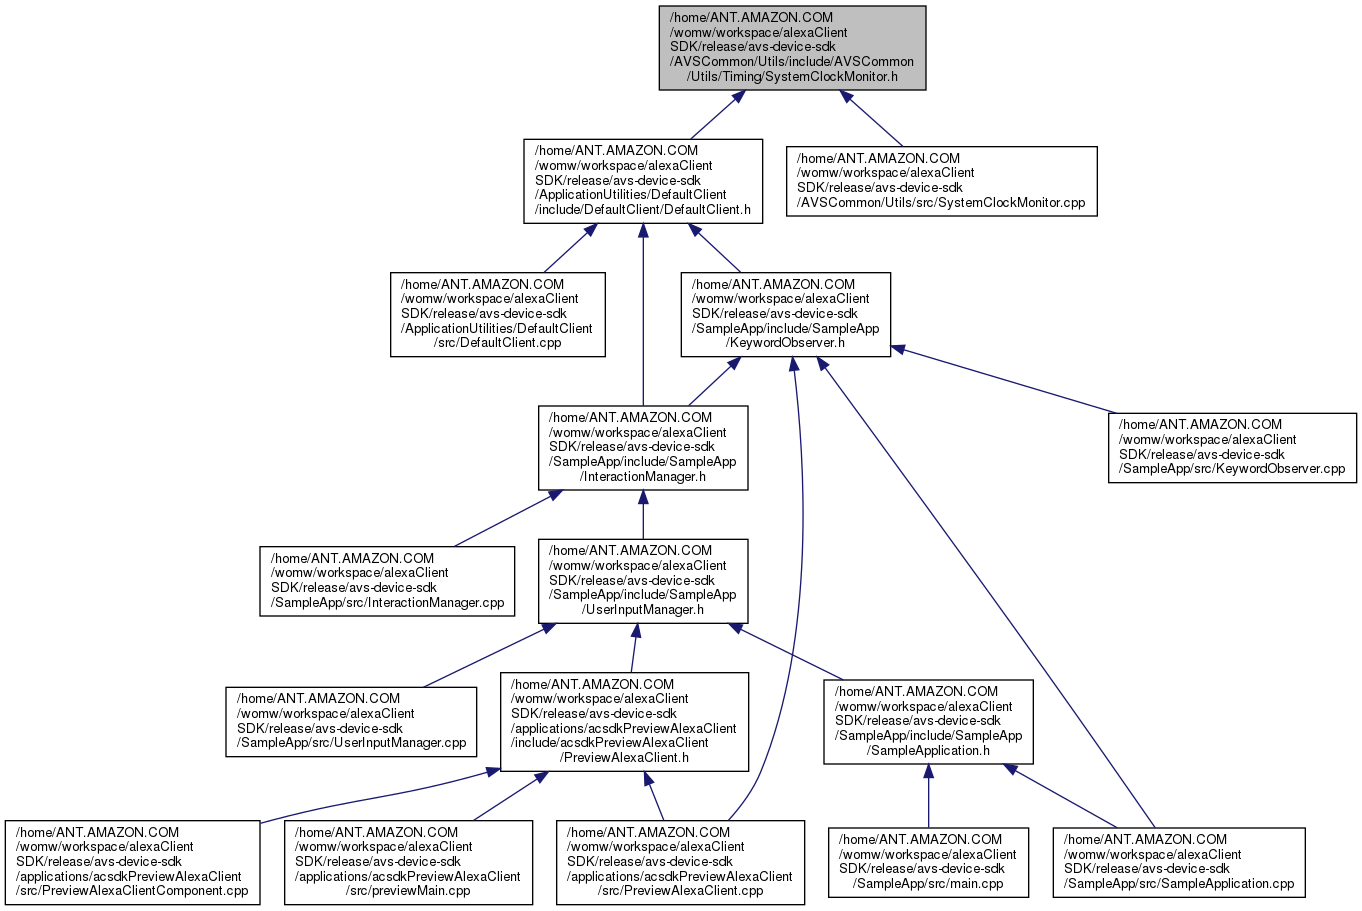 /home/ANT.AMAZON.COM
/womw/workspace/alexaClient
SDK/release/avs-device-sdk
/AVSCommon/Utils/include/AVSCommon
/Utils/Timing/SystemClockMonitor.h
/home/ANT.AMAZON.COM
/womw/workspace/alexaClient
SDK/release/avs-device-sdk
/ApplicationUtilities/DefaultClient
/include/DefaultClient/DefaultClient.h
/home/ANT.AMAZON.COM
/womw/workspace/alexaClient
SDK/release/avs-device-sdk
/AVSCommon/Utils/src/SystemClockMonitor.cpp
/home/ANT.AMAZON.COM
/womw/workspace/alexaClient
SDK/release/avs-device-sdk
/ApplicationUtilities/DefaultClient
/src/DefaultClient.cpp
/home/ANT.AMAZON.COM
/womw/workspace/alexaClient
SDK/release/avs-device-sdk
/SampleApp/include/SampleApp
/KeywordObserver.h
/home/ANT.AMAZON.COM
/womw/workspace/alexaClient
SDK/release/avs-device-sdk
/SampleApp/include/SampleApp
/InteractionManager.h
/home/ANT.AMAZON.COM
/womw/workspace/alexaClient
SDK/release/avs-device-sdk
/SampleApp/src/KeywordObserver.cpp
/home/ANT.AMAZON.COM
/womw/workspace/alexaClient
SDK/release/avs-device-sdk
/SampleApp/src/InteractionManager.cpp
/home/ANT.AMAZON.COM
/womw/workspace/alexaClient
SDK/release/avs-device-sdk
/SampleApp/include/SampleApp
/UserInputManager.h
/home/ANT.AMAZON.COM
/womw/workspace/alexaClient
SDK/release/avs-device-sdk
/SampleApp/src/UserInputManager.cpp
/home/ANT.AMAZON.COM
/womw/workspace/alexaClient
SDK/release/avs-device-sdk
/applications/acsdkPreviewAlexaClient
/include/acsdkPreviewAlexaClient
/PreviewAlexaClient.h
/home/ANT.AMAZON.COM
/womw/workspace/alexaClient
SDK/release/avs-device-sdk
/SampleApp/include/SampleApp
/SampleApplication.h
/home/ANT.AMAZON.COM
/womw/workspace/alexaClient
SDK/release/avs-device-sdk
/applications/acsdkPreviewAlexaClient
/src/PreviewAlexaClientComponent.cpp
/home/ANT.AMAZON.COM
/womw/workspace/alexaClient
SDK/release/avs-device-sdk
/applications/acsdkPreviewAlexaClient
/src/previewMain.cpp
/home/ANT.AMAZON.COM
/womw/workspace/alexaClient
SDK/release/avs-device-sdk
/applications/acsdkPreviewAlexaClient
/src/PreviewAlexaClient.cpp
/home/ANT.AMAZON.COM
/womw/workspace/alexaClient
SDK/release/avs-device-sdk
/SampleApp/src/main.cpp
/home/ANT.AMAZON.COM
/womw/workspace/alexaClient
SDK/release/avs-device-sdk
/SampleApp/src/SampleApplication.cpp